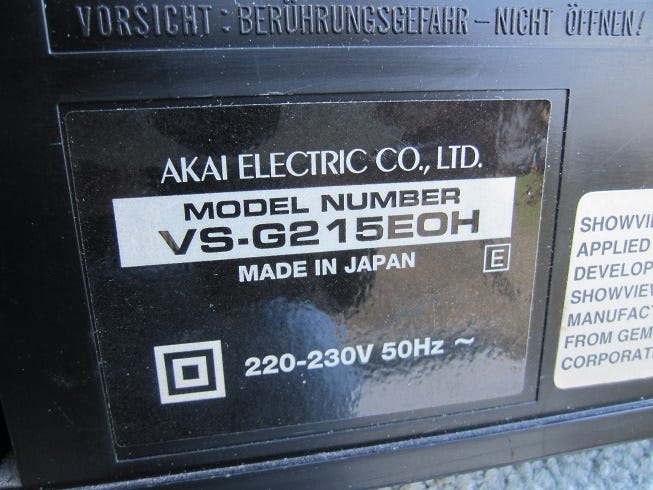 VORSICHT: BERÜHRUNGSGEFAHR – NICHT ÖFFNEN!
AKAI ELECTRIC CO., LTD.
MODEL NUMBER
VS-G215EOH
MADE IN JAPAN
E
220-230V 50Hz ~
SHOWVIE
APPLIED
DEVELOP
SHOWVIEW
MANUFACT
FROM GEM
CORPORAT